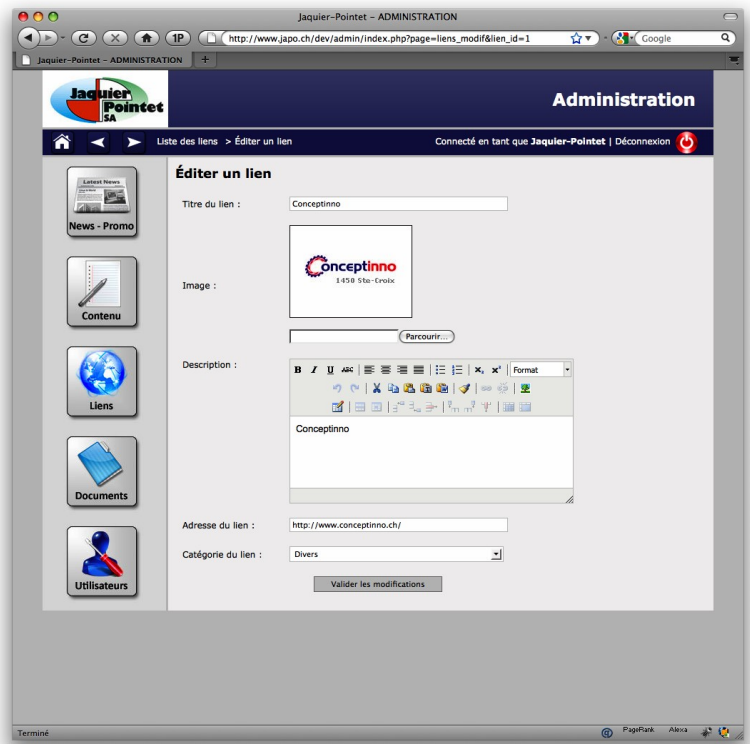 Jaquier-Pointet – ADMINISTRATION
1P
http://www.japo.ch/dev/admin/index.php?page=liens_modif&lien_id=1
Google
Jaquier-Pointet – ADMINISTRATION
+
Jaquier
Pointet
SA
Administration
Liste des liens > Éditer un lien
Connecté en tant que Jaquier-Pointet | Déconnexion
Éditer un lien
Latest News
News - Promo
Titre du lien :
Conceptinno
Image :
Conceptinno
1450 Ste-Croix
Parcourir...
Contenu
Description :
B I U ABC x, x² Format
Conceptinno
Liens
Documents
Adresse du lien :
http://www.conceptinno.ch/
Catégorie du lien :
Divers
Valider les modifications
Utilisateurs
Terminé
PageRank
Alexa